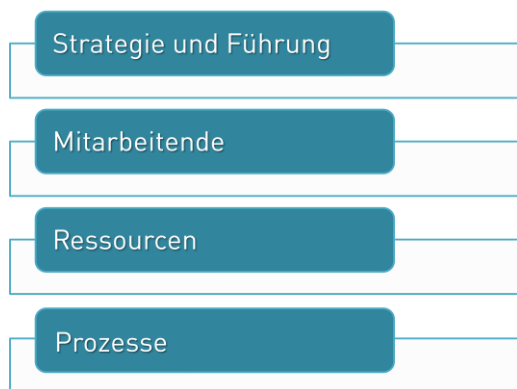 Strategie und Führung
Mitarbeitende
Ressourcen
Prozesse